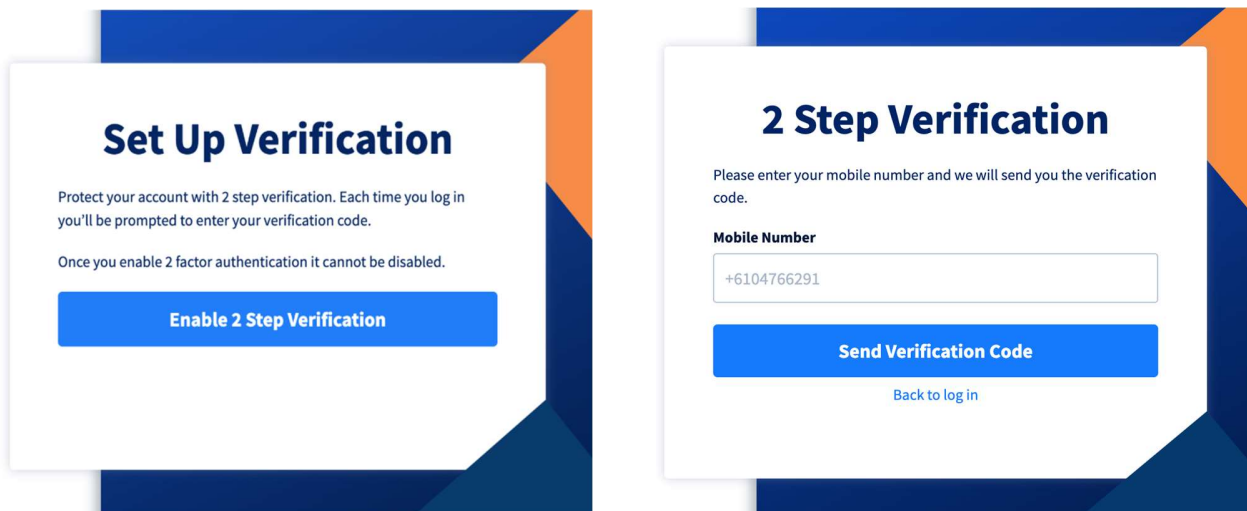 Set Up Verification
Protect your account with 2 step verification. Each time you log in
you'll be prompted to enter your verification code.
Once you enable 2 factor authentication it cannot be disabled.
Enable 2 Step Verification
2 Step Verification
Please enter your mobile number and we will send you the verification
code.
Mobile Number
+6104766291
Send Verification Code
Back to log in